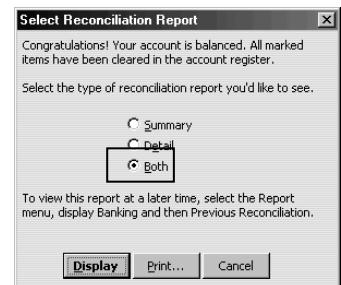 Select Reconciliation Report
Congratulations! Your account is balanced. All marked
items have been cleared in the account register.
Select the type of reconciliation report you'd like to see.
Summary
Detail
Both
To view this report at a later time, select the Report
menu, display Banking and then Previous Reconciliation.
Display Print... Cancel